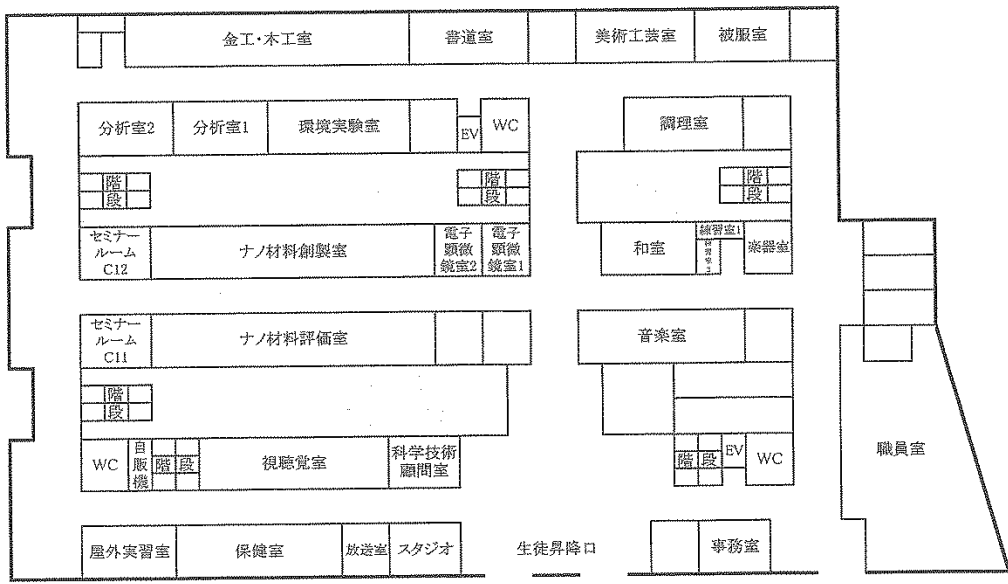 金工・木工室
書道室
美術工芸室
被服室
分析室2
分析室1
環境実験室
EV
WC
調理室
階
段
階
段
階
段
セミナー
ルーム
C12
ナノ材料創製室
電子
顕微
鏡室2
電子
顕微
鏡室1
和室
練習室1
楽器室
セミナー
ルーム
C11
ナノ材料評価室
音楽室
階
段
WC
自
販
機
階段
視聴覚室
科学技術
顧問室
階段
EV
WC
職員室
屋外実習室
保健室
放送室
スタジオ
生徒昇降口
事務室